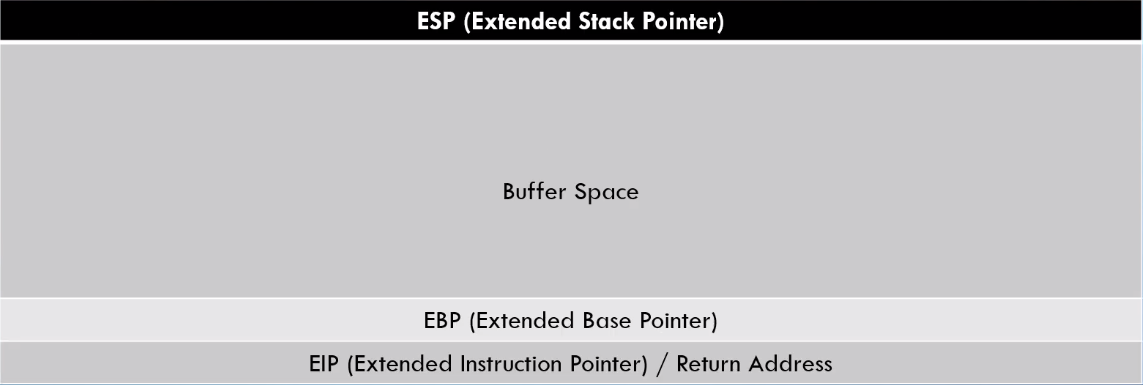 ESP (Extended Stack Pointer)
Buffer Space
EBP (Extended Base Pointer)
EIP (Extended Instruction Pointer) / Return Address